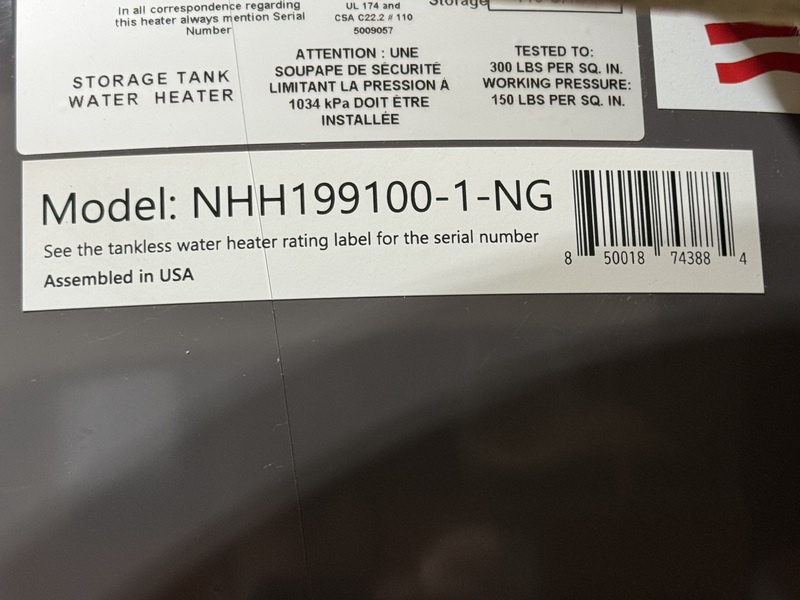 In all correspondence regarding
this heater always mention Serial
Number
UL 174 and
CSA C22.2 # 110
5009057
Storage
STORAGE TANK
WATER HEATER
ATTENTION : UNE
SOUPAPE DE SÉCURITÉ
LIMITANT LA PRESSION À
1034 kPa DOIT ÊTRE
INSTALLÉE
TESTED TO:
300 LBS PER SQ. IN.
WORKING PRESSURE:
150 LBS PER SQ. IN.
Model: NHH199100-1-NG
See the tankless water heater rating label for the serial number
Assembled in USA
8 50018 74388 4